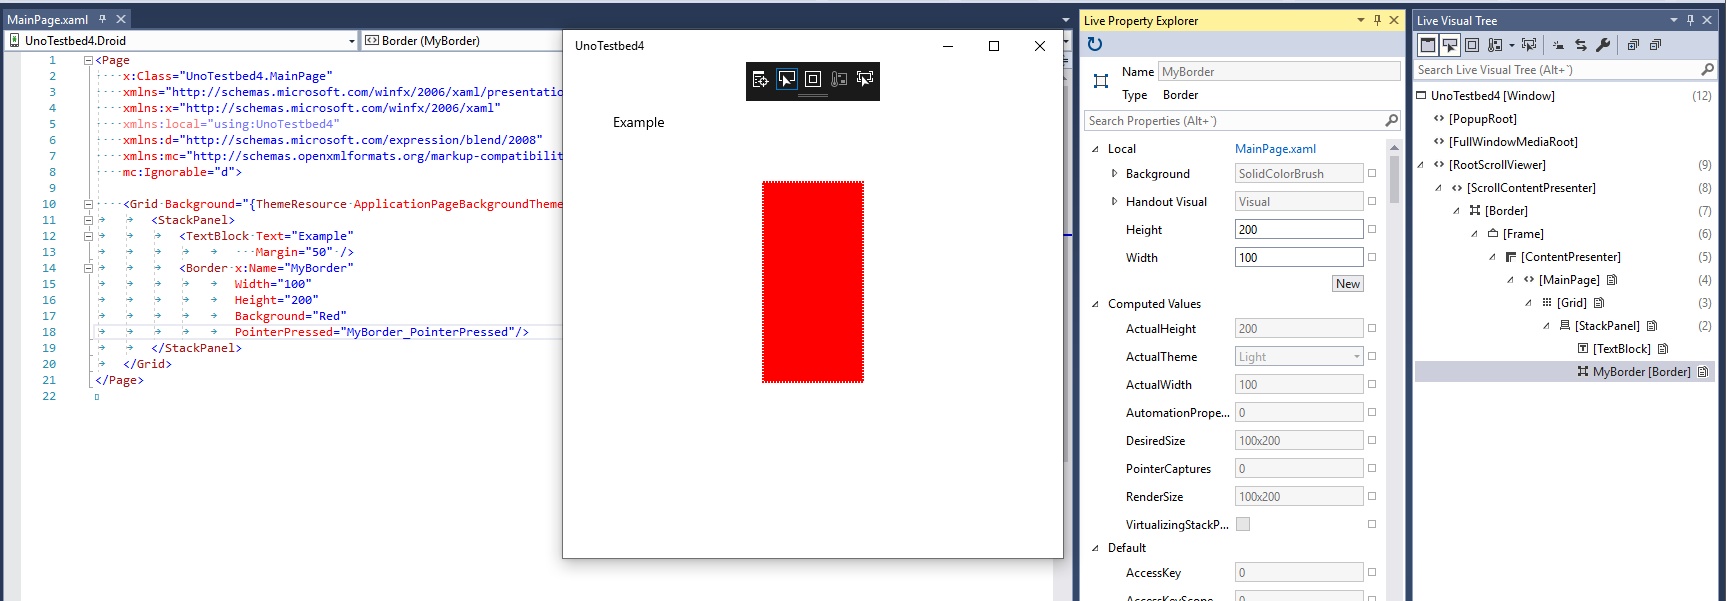 MainPage.xaml
UnoTestbed4.Droid
Border (MyBorder)
1 <Page
2 x:Class="UnoTestbed4.MainPage"
3 xmlns="http://schemas.microsoft.com/winfx/2006/xaml/presentatio
4 xmlns:x="http://schemas.microsoft.com/winfx/2006/xaml"
5 xmlns:local="using:UnoTestbed4"
6 xmlns:d="http://schemas.microsoft.com/expression/blend/2008"
7 xmlns:mc="http://schemas.openxmlformats.org/markup-compatibilit
8 mc:Ignorable="d">
9
10 <Grid Background="{ThemeResource ApplicationPageBackgroundTheme
11 <StackPanel>
12 <TextBlock Text="Example"
13 Margin="50" />
14 <Border x:Name="MyBorder"
15 Width="100"
16 Height="200"
17 Background="Red"
18 PointerPressed="MyBorder_PointerPressed"/>
19 </StackPanel>
20 </Grid>
21 </Page>
22
UnoTestbed4
Example
Live Property Explorer
Name MyBorder
Type Border
Search Properties (Alt+`)
Local MainPage.xaml
Background SolidColorBrush
Handout Visual Visual
Height 200
Width 100
New
Computed Values
ActualHeight 200
ActualTheme Light
ActualWidth 100
AutomationPrope... 0
DesiredSize 100x200
PointerCaptures 0
RenderSize 100x200
VirtualizingStackP...
Default
AccessKey 0
AccessKeyScope 0
Live Visual Tree
Search Live Visual Tree (Alt+`)
UnoTestbed4 [Window] (12)
[PopupRoot]
[FullWindowMediaRoot]
[RootScrollViewer] (9)
[ScrollContentPresenter] (8)
[Border] (7)
[Frame] (6)
[ContentPresenter] (5)
[MainPage] (4)
[Grid] (3)
[StackPanel] (2)
[TextBlock]
MyBorder [Border]